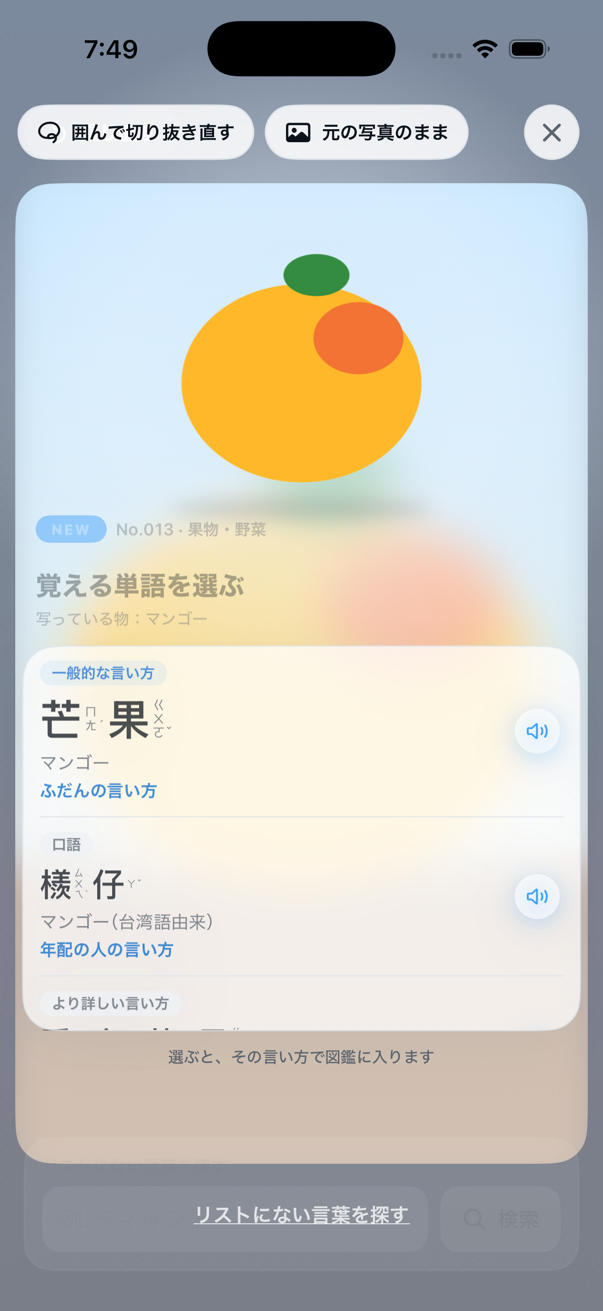 7:49
囲んで切り抜き直す
元の写真のまま
NEW No.013・果物・野菜
覚える単語を選ぶ
写っている物：マンゴー
一般的な言い方
芒ㄇㄤˊ果ㄍㄨㄛˇ
マンゴー
ふだんの言い方
口語
檨仔
マンゴー（台湾語由来）
年配の人の言い方
より詳しい言い方
選ぶと、その言い方で図鑑に入ります
リストにない言葉を探す
検索